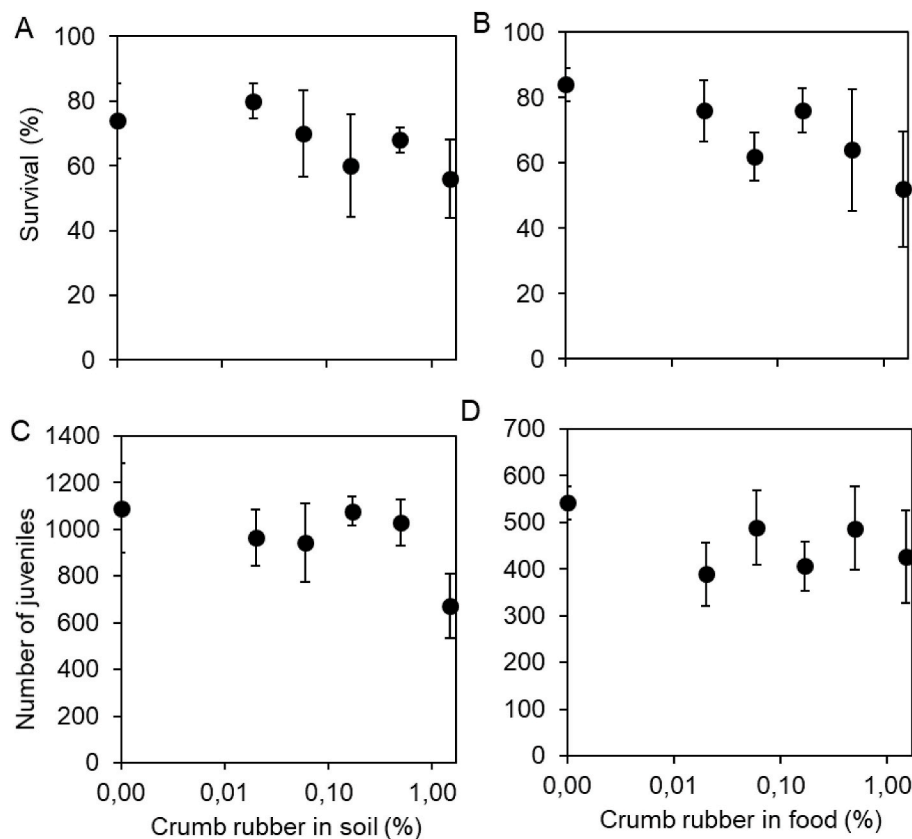 A
100
80
60
40
20
0
Survival (%)
B
100
80
60
40
20
0
C
1400
1200
1000
800
600
400
200
0
Number of juveniles
0,00 0,01 0,10 1,00
Crumb rubber in soil (%)
D
700
600
500
400
300
200
100
0
0,00 0,01 0,10 1,00
Crumb rubber in food (%)